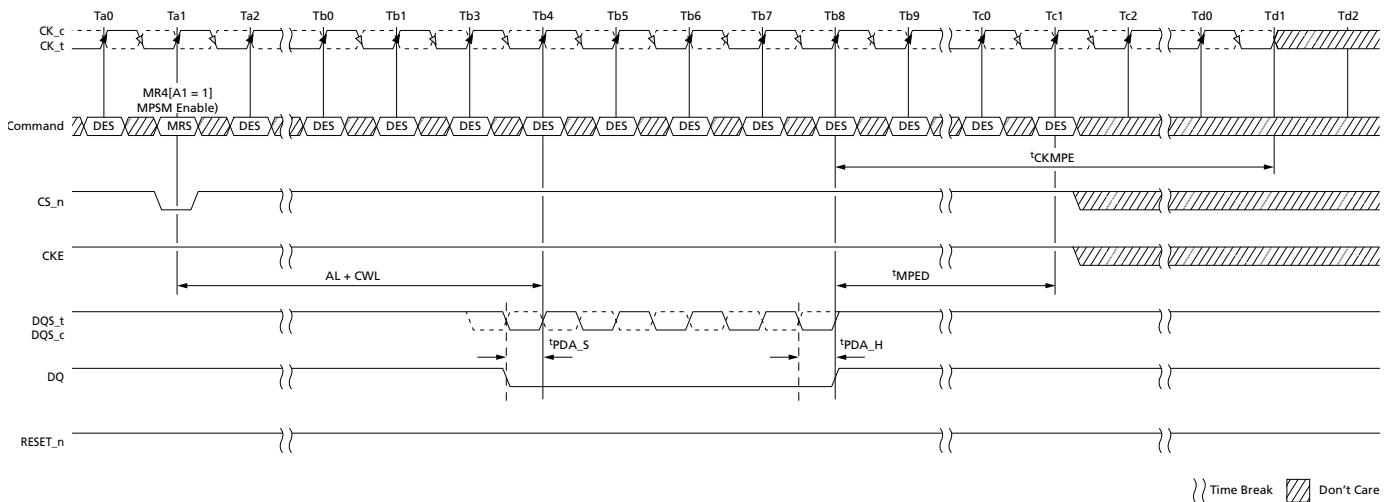 Ta0 Ta1 Ta2 Tb0 Tb1 Tb2 Tb3 Tb4 Tb5 Tb6 Tb7 Tb8 Tb9 Tc0 Tc1 Tc2 Td0 Td1 Td2
CK_c
CK_t
MR4[A1 = 1]
MPSM Enable)
Command DES MRS DES DES DES DES DES DES DES DES DES DES DES DES DES
tCKMPE
CS_n
CKE
AL + CWL tMPED
DQS_t
DQS_c
tPDA_S tPDA_H
DQ
RESET_n
Time Break Don't Care